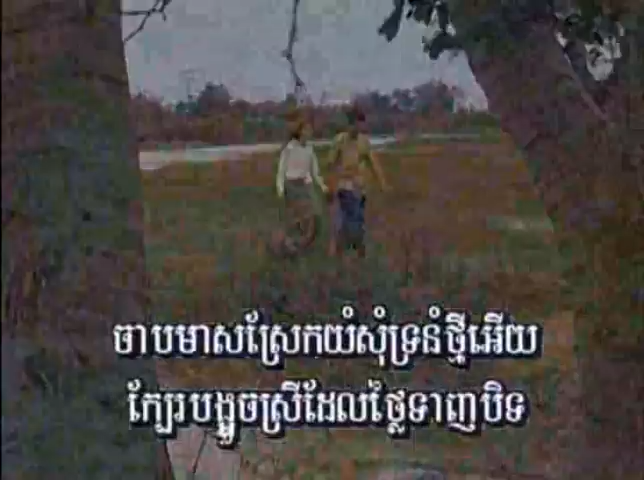 ចាបមាសស្រែកយំសុំទ្រនំថ្មីអើយ
ក្បែរបង្អួចស្រីដែលថ្លៃទាញបិទ